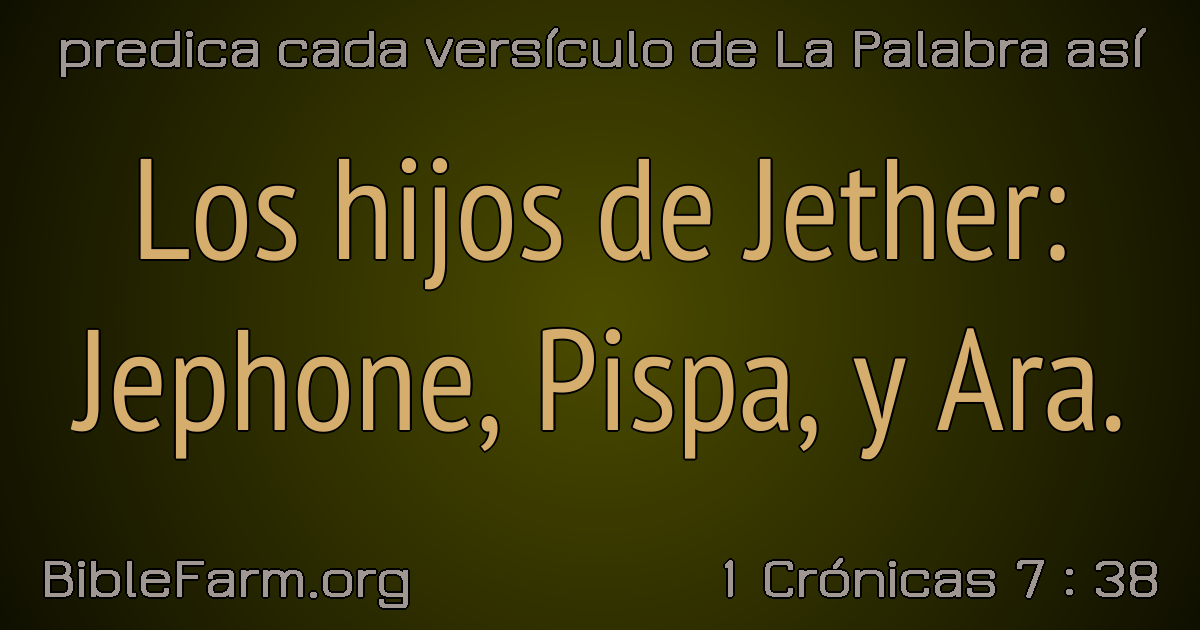 predica cada versículo de La Palabra así
Los hijos de Jether:
Jephone, Pispa, y Ara.
BibleFarm.org
1 Crónicas 7 : 38